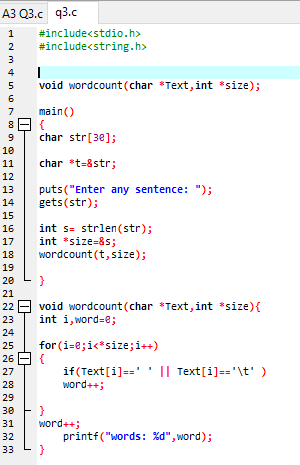 A3 Q3.c q3.c
1 #include<stdio.h>
2 #include<string.h>
3
4
5 void wordcount(char *Text,int *size);
6
7 main()
8 {
9 char str[30];
10
11 char *t=&str;
12
13 puts("Enter any sentence: ");
14 gets(str);
15
16 int s= strlen(str);
17 int *size=&s;
18 wordcount(t,size);
19
20 }
21
22 void wordcount(char *Text,int *size){
23 int i,word=0;
24
25 for(i=0;i<*size;i++)
26 {
27 if(Text[i]==' ' || Text[i]=='\t' )
28 word++;
29
30 }
31 word++;
32 printf("words: %d",word);
33 }